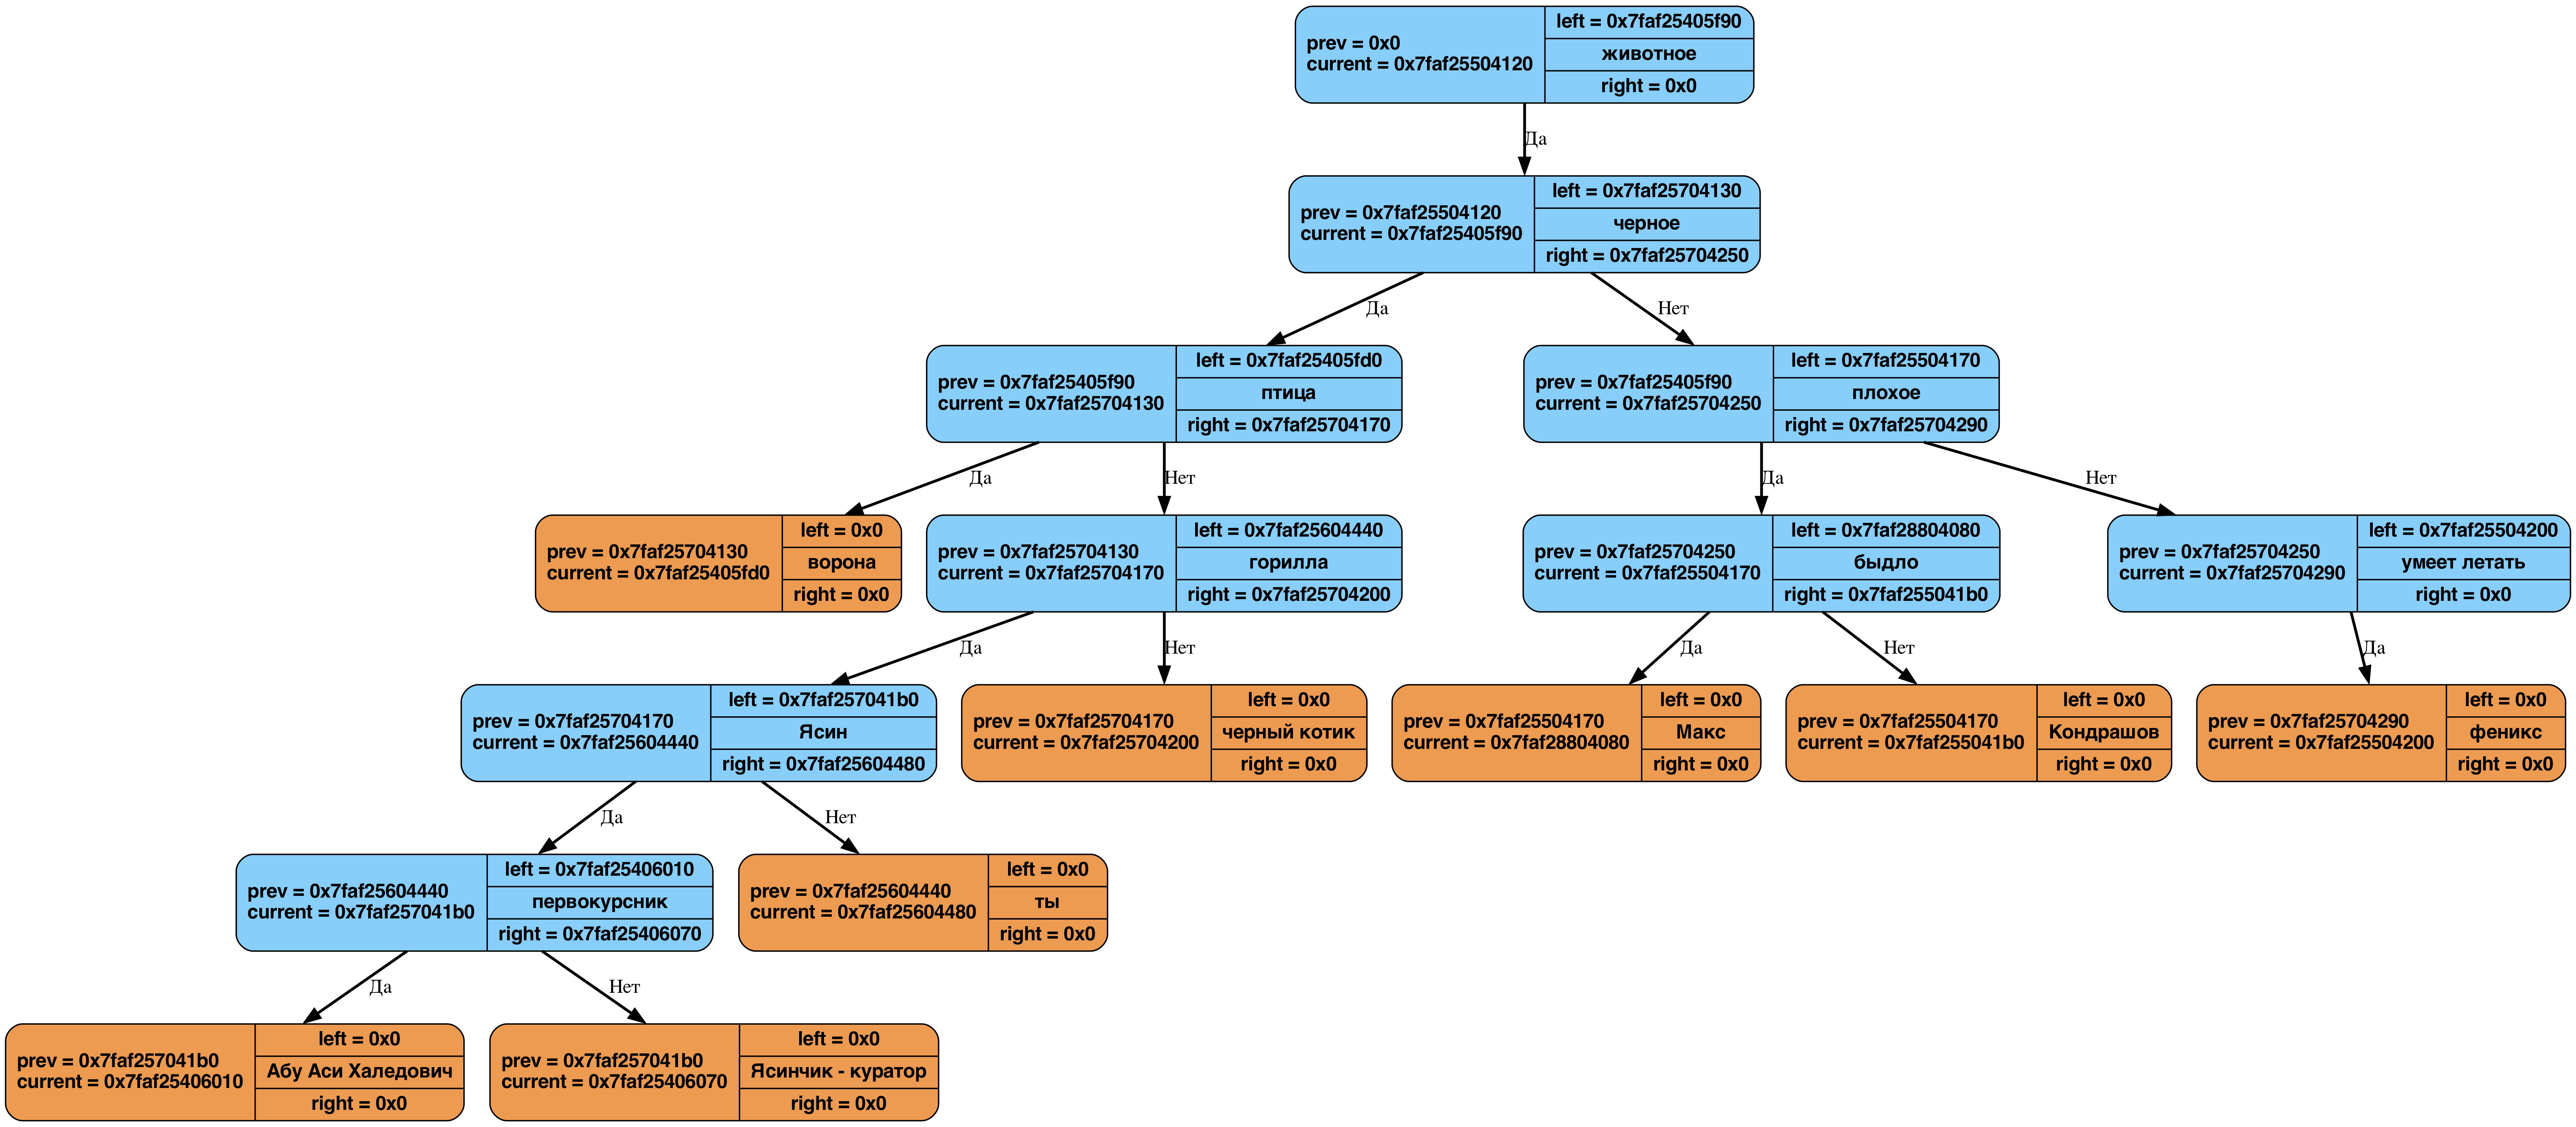 prev = 0x0
current = 0x7faf25504120
left = 0x7faf25405f90
животное
right = 0x0
Да
prev = 0x7faf25504120
current = 0x7faf25405f90
left = 0x7faf25704130
черное
right = 0x7faf25704250
Да
Нет
prev = 0x7faf25405f90
current = 0x7faf25704130
left = 0x7faf25405fd0
птица
right = 0x7faf25704170
prev = 0x7faf25405f90
current = 0x7faf25704250
left = 0x7faf25504170
плохое
right = 0x7faf25704290
Да
Нет
Да
Нет
prev = 0x7faf25704130
current = 0x7faf25405fd0
left = 0x0
ворона
right = 0x0
prev = 0x7faf25704130
current = 0x7faf25704170
left = 0x7faf25604440
горилла
right = 0x7faf25704200
prev = 0x7faf25704250
current = 0x7faf25504170
left = 0x7faf28804080
быдло
right = 0x7faf255041b0
prev = 0x7faf25704250
current = 0x7faf25704290
left = 0x7faf25504200
умеет летать
right = 0x0
Да
Нет
Да
Нет
Да
prev = 0x7faf25704170
current = 0x7faf25604440
left = 0x7faf257041b0
Ясин
right = 0x7faf25604480
prev = 0x7faf25704170
current = 0x7faf25704200
left = 0x0
черный котик
right = 0x0
prev = 0x7faf25504170
current = 0x7faf28804080
left = 0x0
Макс
right = 0x0
prev = 0x7faf25504170
current = 0x7faf255041b0
left = 0x0
Кондрашов
right = 0x0
prev = 0x7faf25704290
current = 0x7faf25504200
left = 0x0
феникс
right = 0x0
Да
Нет
prev = 0x7faf25604440
current = 0x7faf257041b0
left = 0x7faf25406010
первокурсник
right = 0x7faf25406070
prev = 0x7faf25604440
current = 0x7faf25604480
left = 0x0
ты
right = 0x0
Да
Нет
prev = 0x7faf257041b0
current = 0x7faf25406010
left = 0x0
Абу Аси Халедович
right = 0x0
prev = 0x7faf257041b0
current = 0x7faf25406070
left = 0x0
Ясинчик - куратор
right = 0x0